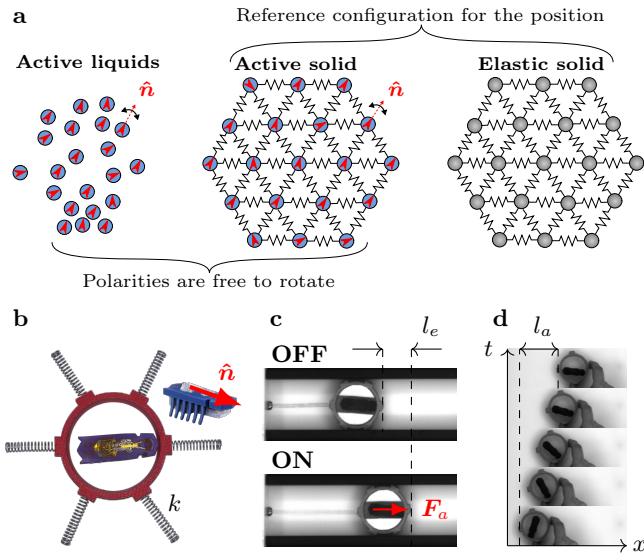 Reference configuration for the position
a
Active liquids
Active solid
Elastic solid
n̂
n̂
Polarities are free to rotate
b
n̂
k
c
l_e
OFF
ON
F_a
d
l_a
t
x